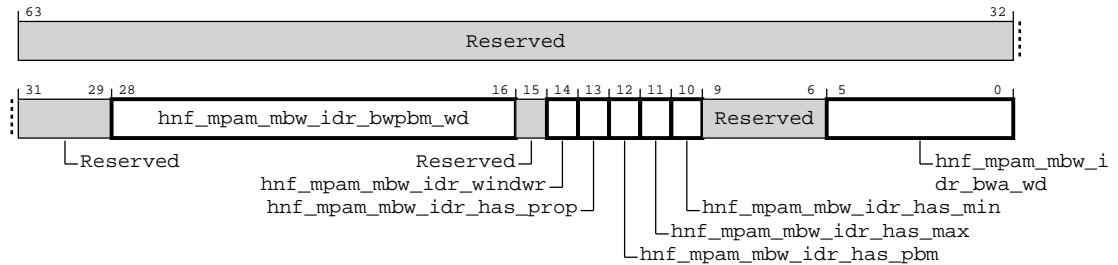 63 32
Reserved
31 29 28 16 15 14 13 12 11 10 9 6 5 0
hnf_mpam_mbw_idr_bwpbm_wd Reserved
Reserved Reserved hnf_mpam_mbw_i
hnf_mpam_mbw_idr_windwr dr_bwa_wd
hnf_mpam_mbw_idr_has_prop hnf_mpam_mbw_idr_has_min
hnf_mpam_mbw_idr_has_max
hnf_mpam_mbw_idr_has_pbm